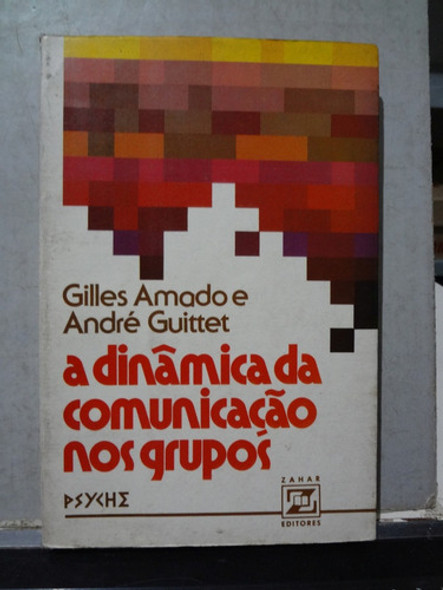 Gilles Amado e
André Guittet
a dinâmica da
comunicação
nos grupos
PSYCHE
ZAHAR
EDITORES